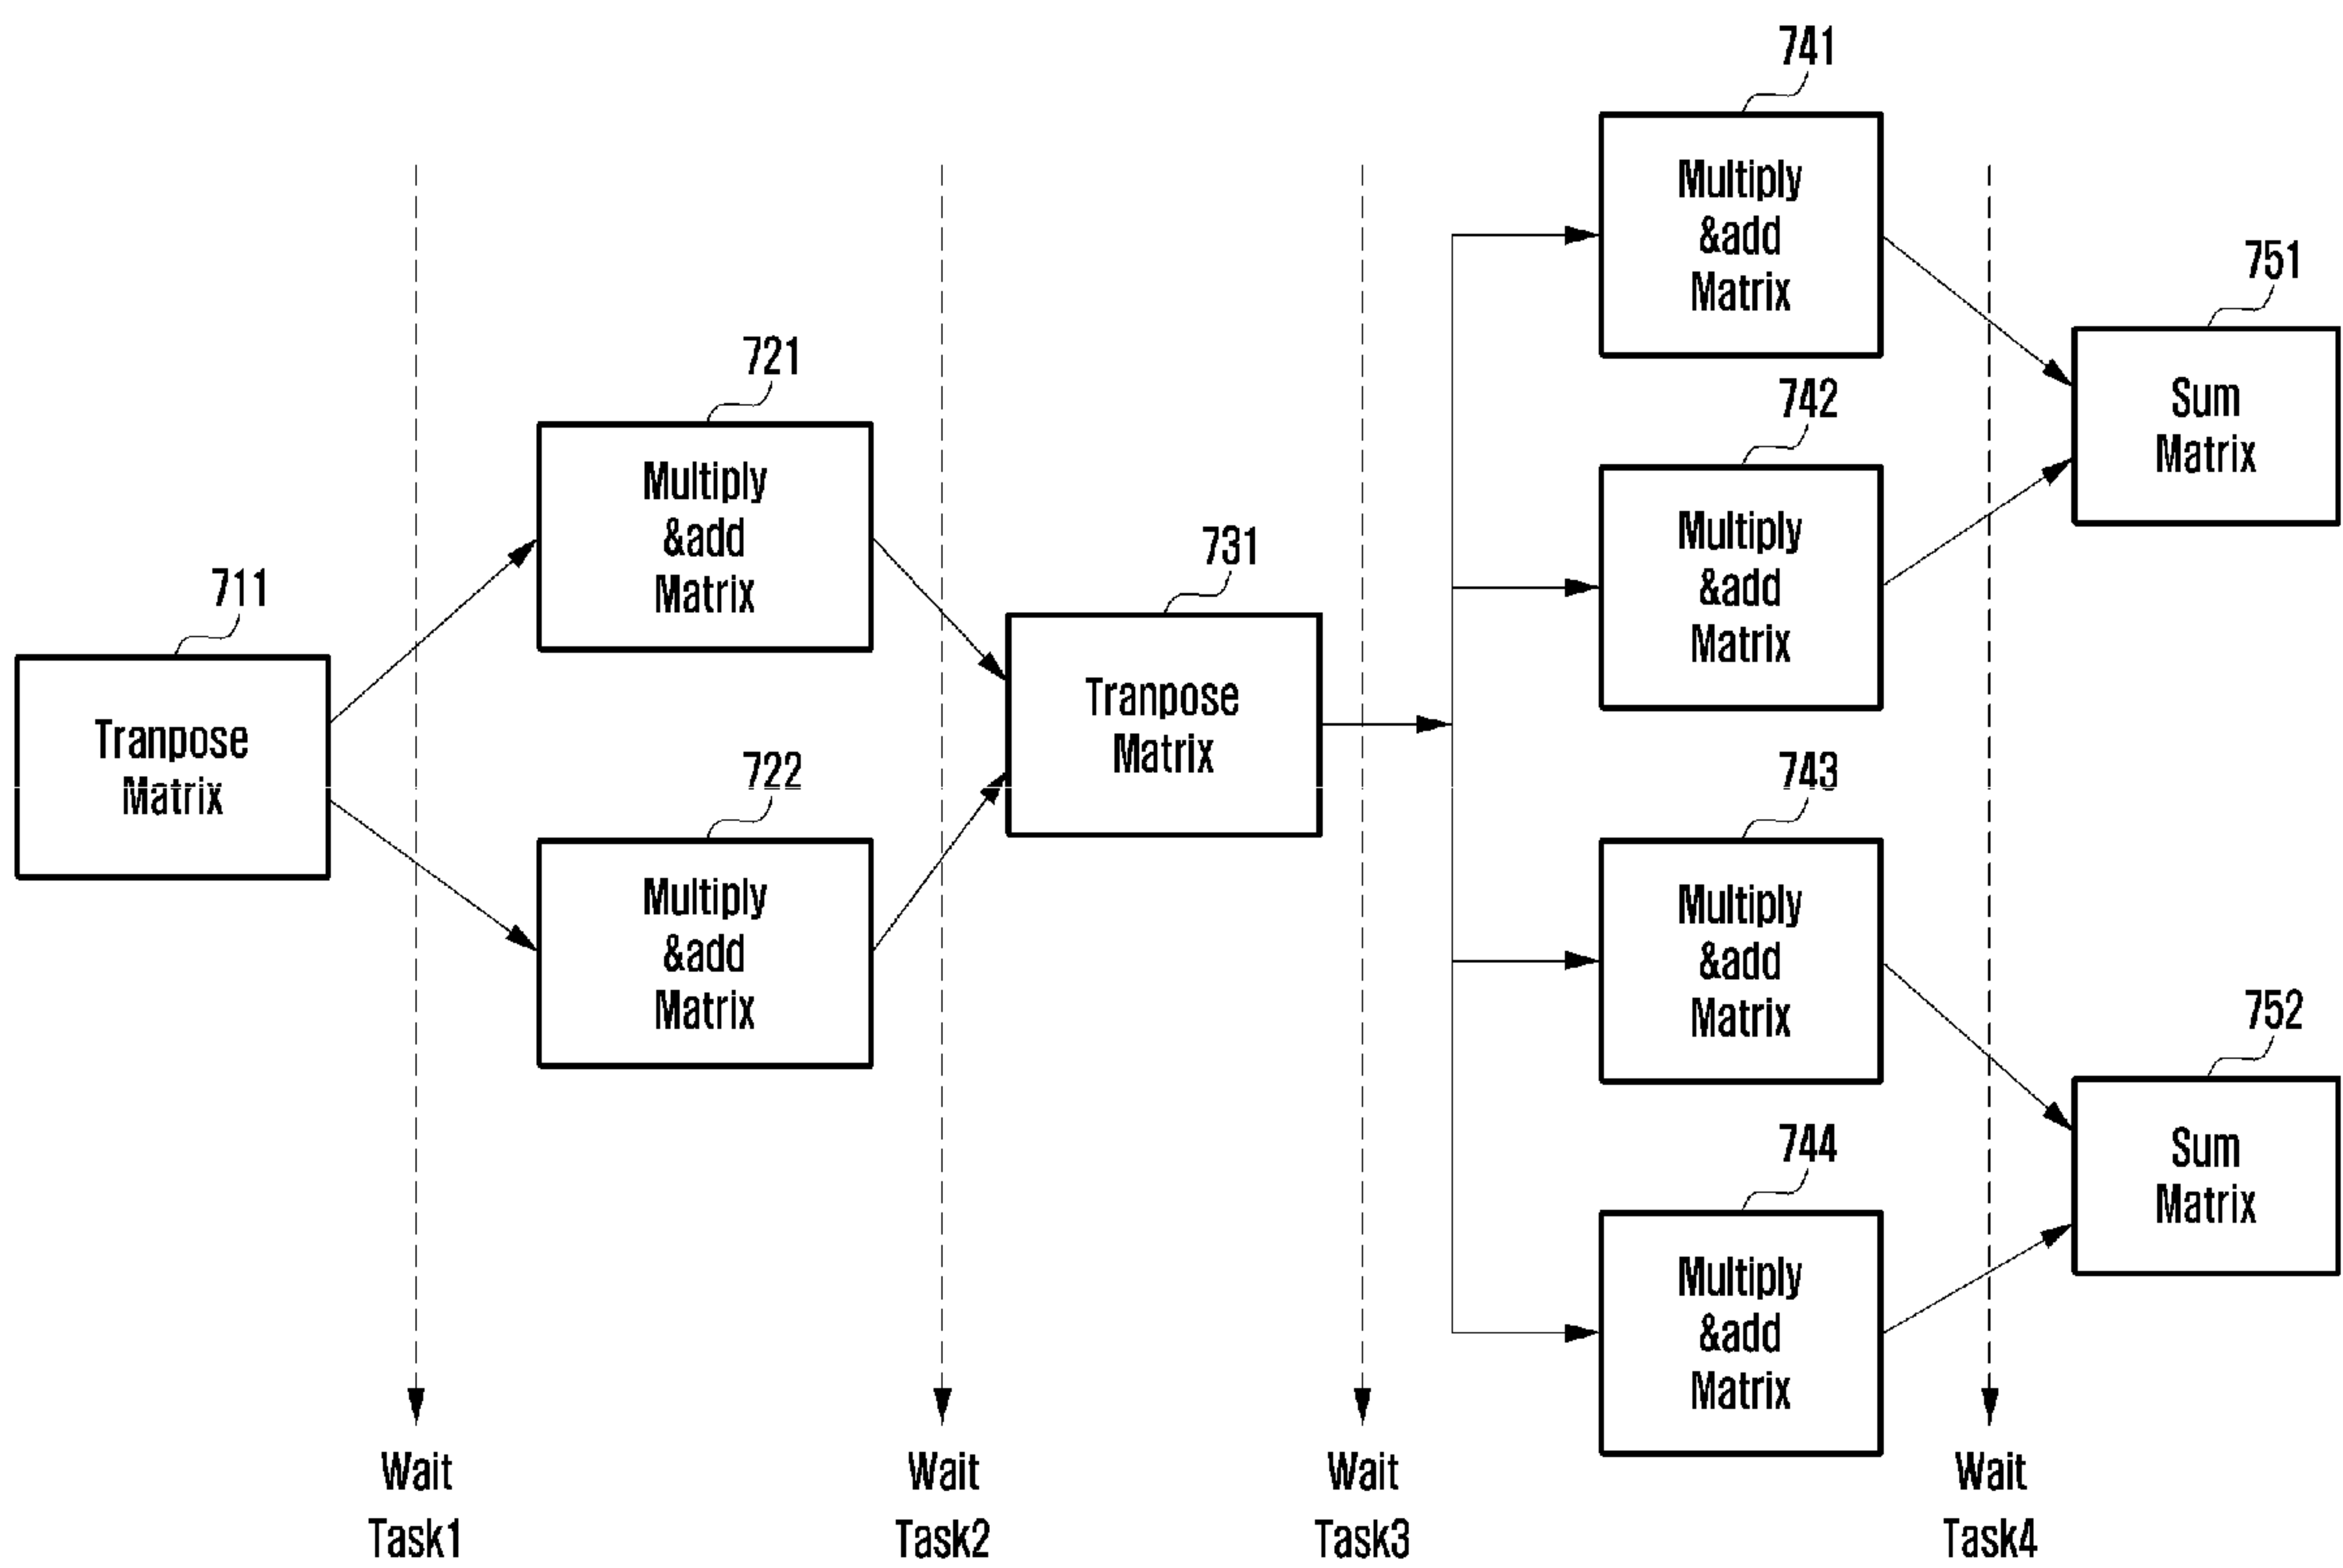 711
Tranpose
Matrix
721
Multiply
&add
Matrix
722
Multiply
&add
Matrix
731
Tranpose
Matrix
741
Multiply
&add
Matrix
742
Multiply
&add
Matrix
743
Multiply
&add
Matrix
744
Multiply
&add
Matrix
751
Sum
Matrix
752
Sum
Matrix
Wait
Task1
Wait
Task2
Wait
Task3
Wait
Task4